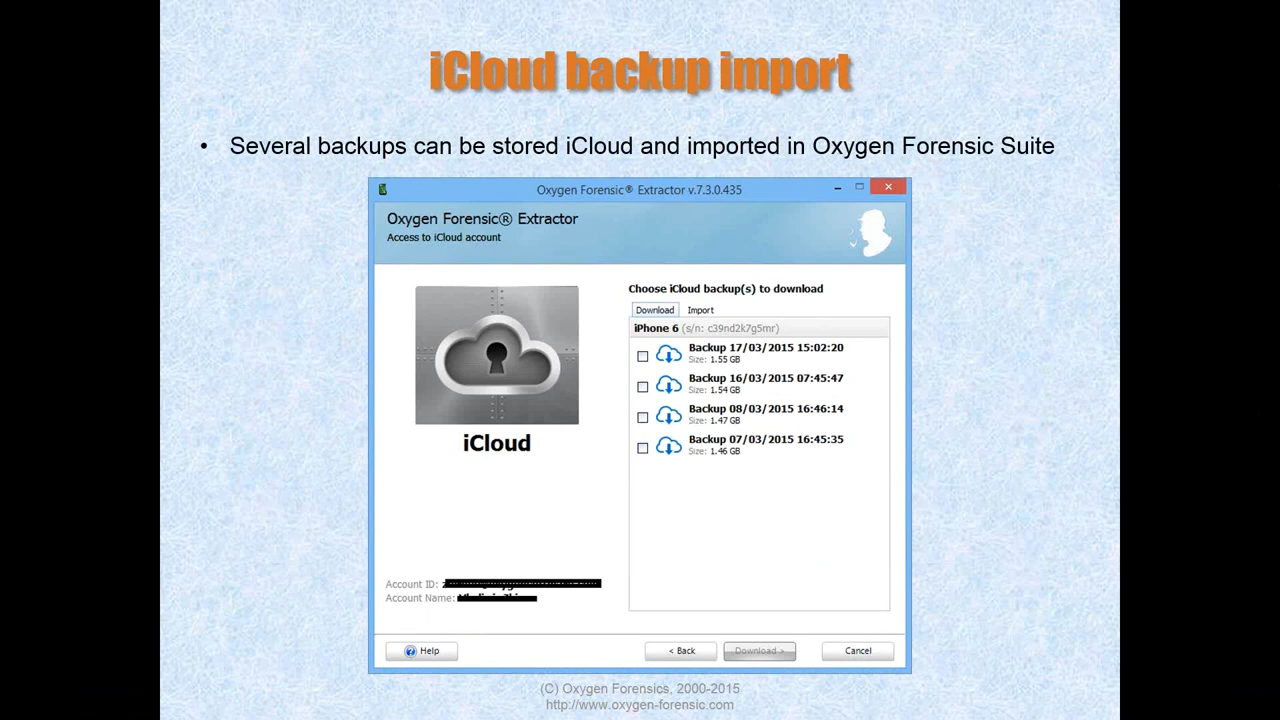 iCloud backup import
• Several backups can be stored iCloud and imported in Oxygen Forensic Suite
Oxygen Forensic® Extractor v.7.3.0.435
Oxygen Forensic® Extractor
Access to iCloud account
Choose iCloud backup(s) to download
Download Import
iPhone 6 (s/n: c39nd2k7g5mr)
Backup 17/03/2015 15:02:20
Size: 1.55 GB
Backup 16/03/2015 07:45:47
Size: 1.54 GB
Backup 08/03/2015 16:46:14
Size: 1.47 GB
Backup 07/03/2015 16:45:35
Size: 1.46 GB
iCloud
Account ID:
Account Name:
Help < Back Download > Cancel
(C) Oxygen Forensics, 2000-2015
http://www.oxygen-forensic.com